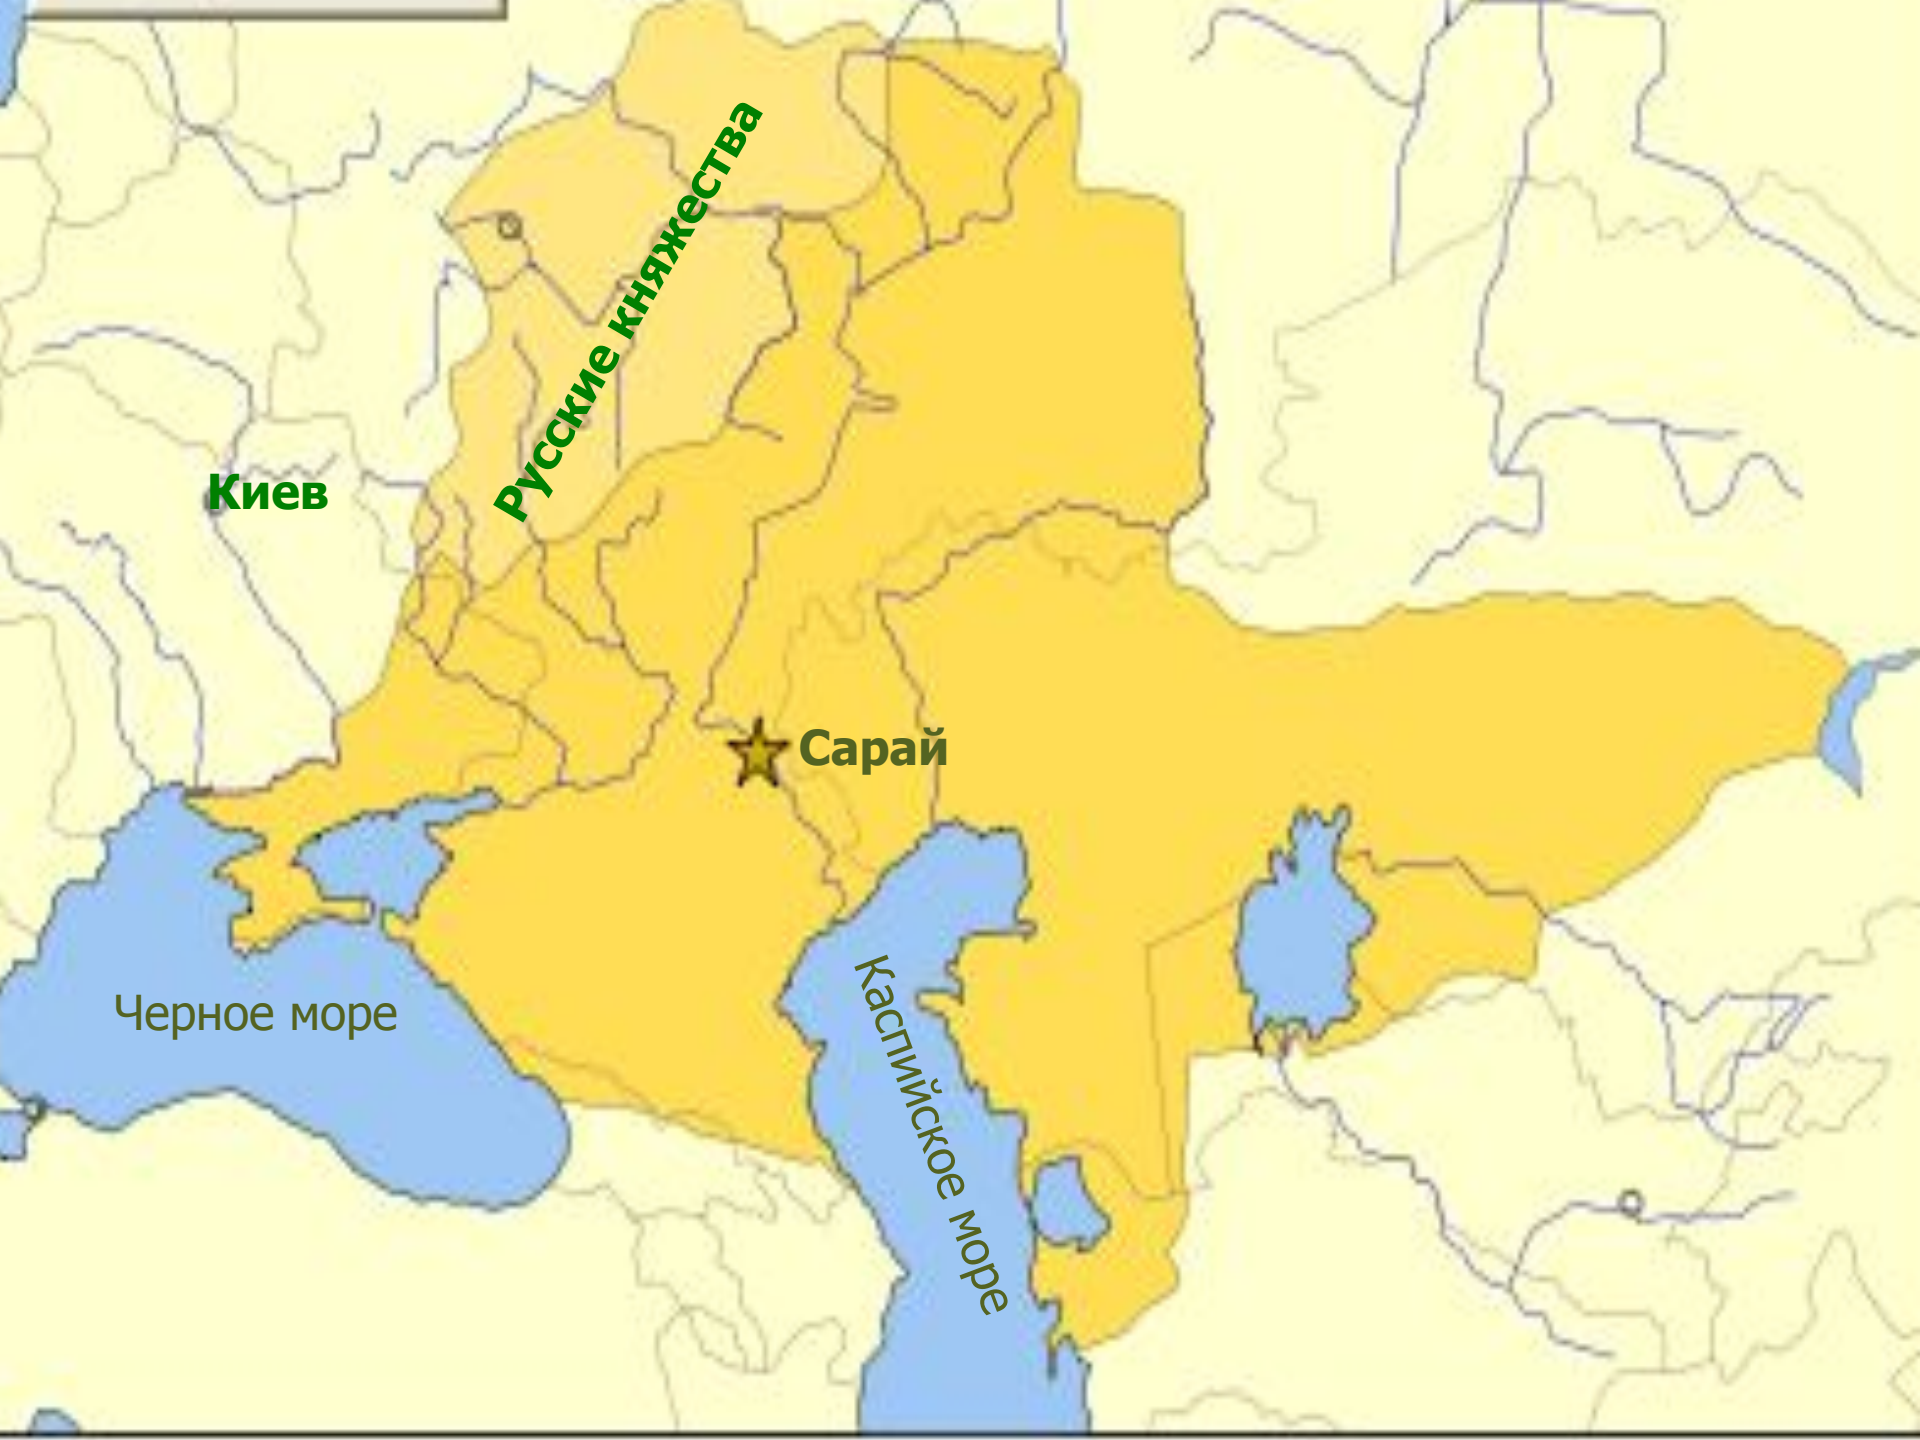 Русские княжества
Киев
Сарай
Черное море
Каспийское море